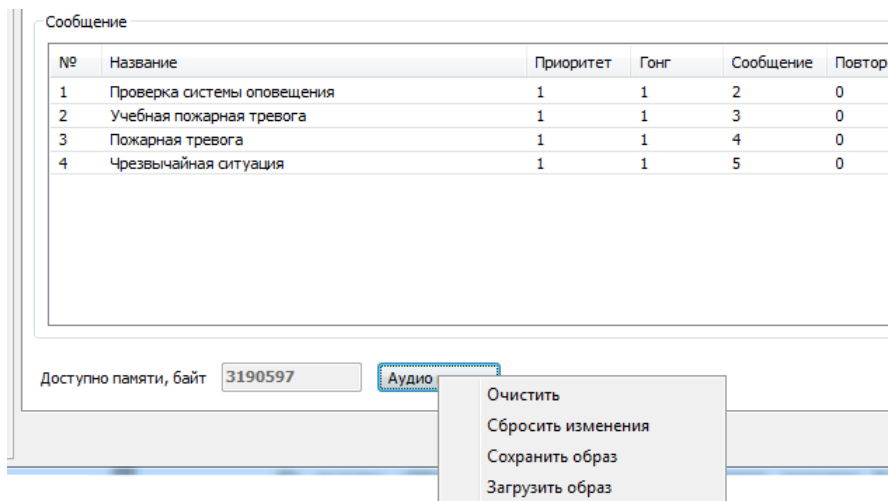 Сообщение
№ Название Приоритет Гонг Сообщение Повтор
1 Проверка системы оповещения 1 1 2 0
2 Учебная пожарная тревога 1 1 3 0
3 Пожарная тревога 1 1 4 0
4 Чрезвычайная ситуация 1 1 5 0
Доступно памяти, байт 3190597 Аудио
Очистить
Сбросить изменения
Сохранить образ
Загрузить образ